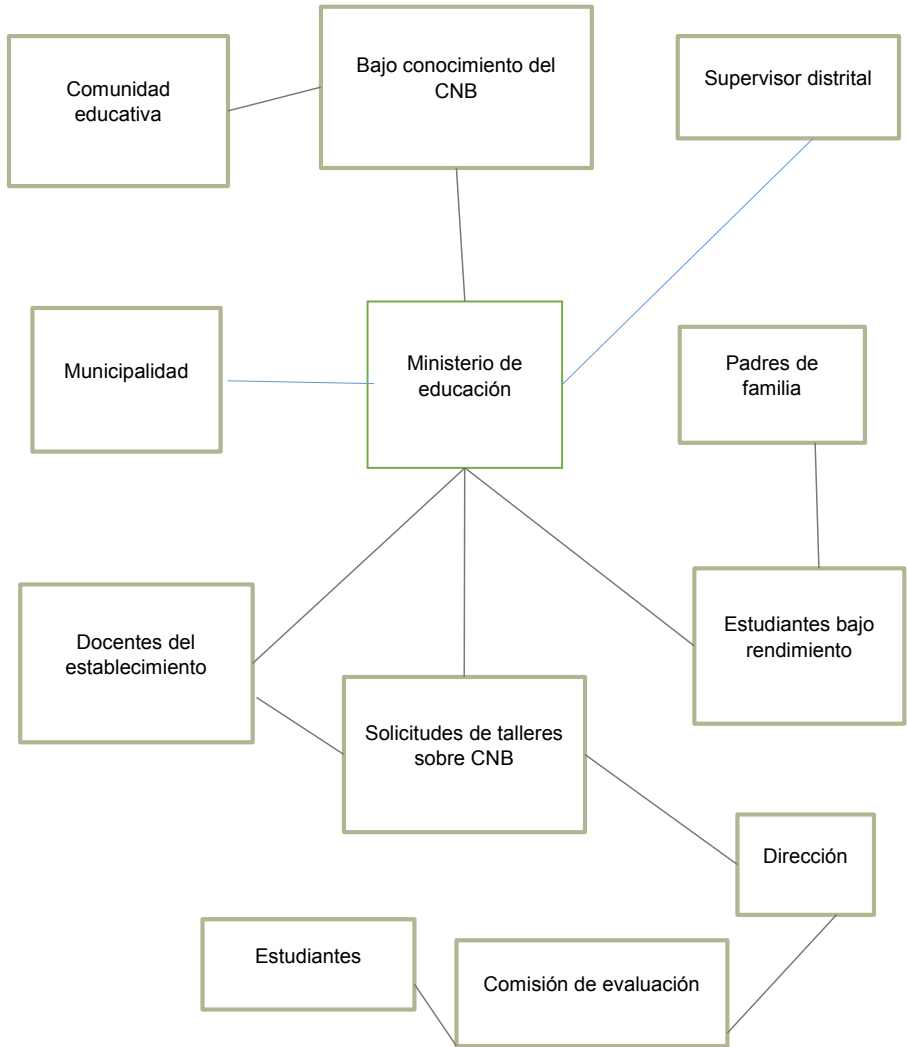 Comunidad
educativa
Bajo conocimiento del
CNB
Supervisor distrital
Municipalidad
Ministerio de
educación
Padres de
familia
Docentes del
establecimiento
Solicitudes de talleres
sobre CNB
Estudiantes bajo
rendimiento
Dirección
Estudiantes
Comisión de evaluación